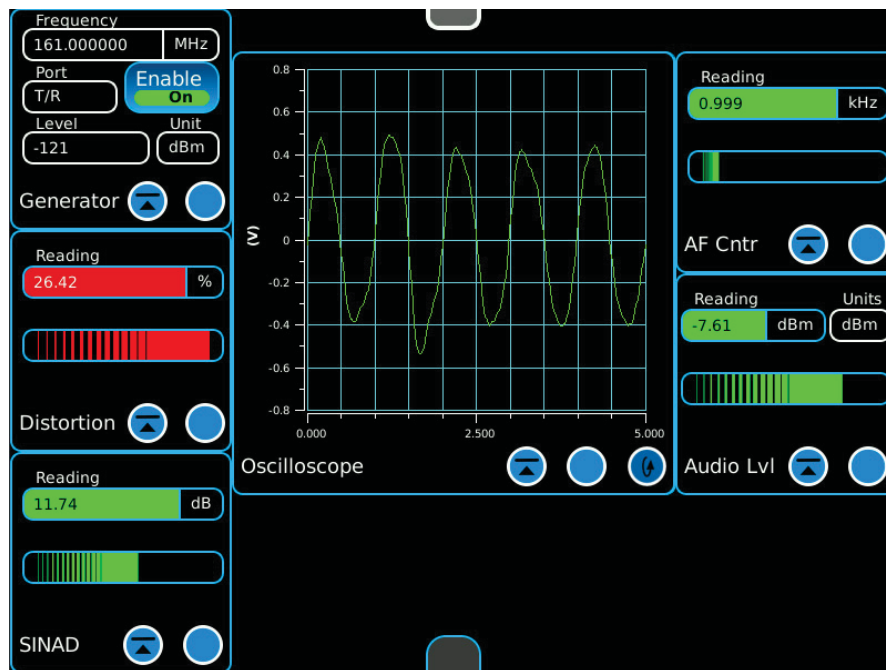 Frequency
161.000000 MHz
Port
T/R
Enable
On
Level Unit
-121 dBm
Generator
Reading
26.42 %
Distortion
Reading
11.74 dB
SINAD
0.8
0.6
0.4
0.2
0
-0.2
-0.4
-0.6
-0.8
(V)
0.000 2.500 5.000
Oscilloscope
Reading
0.999 kHz
AF Cntr
Reading Units
-7.61 dBm dBm
Audio Lvl